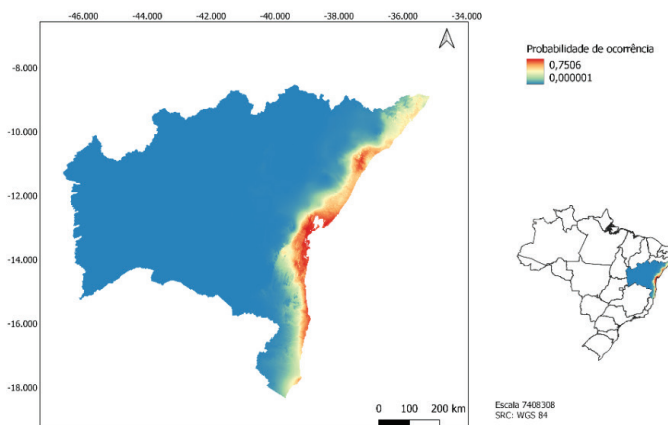 -46.000 -44.000 -42.000 -40.000 -38.000 -36.000 -34.000
-8.000
-10.000
-12.000
-14.000
-16.000
-18.000
0 100 200 km
Probabilidade de ocorrência
0,7506
0,000001
Escala 7408308
SRC: WGS 84